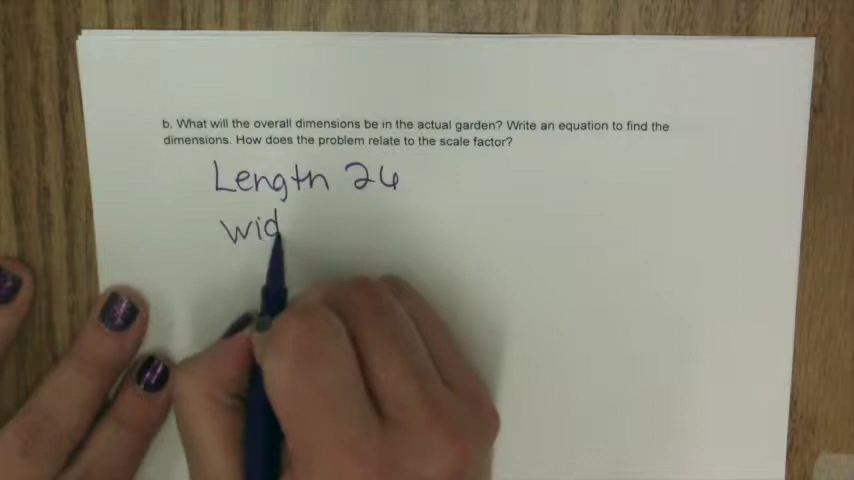 b. What will the overall dimensions be in the actual garden? Write an equation to find the
dimensions. How does the problem relate to the scale factor?
Length 26
Wid